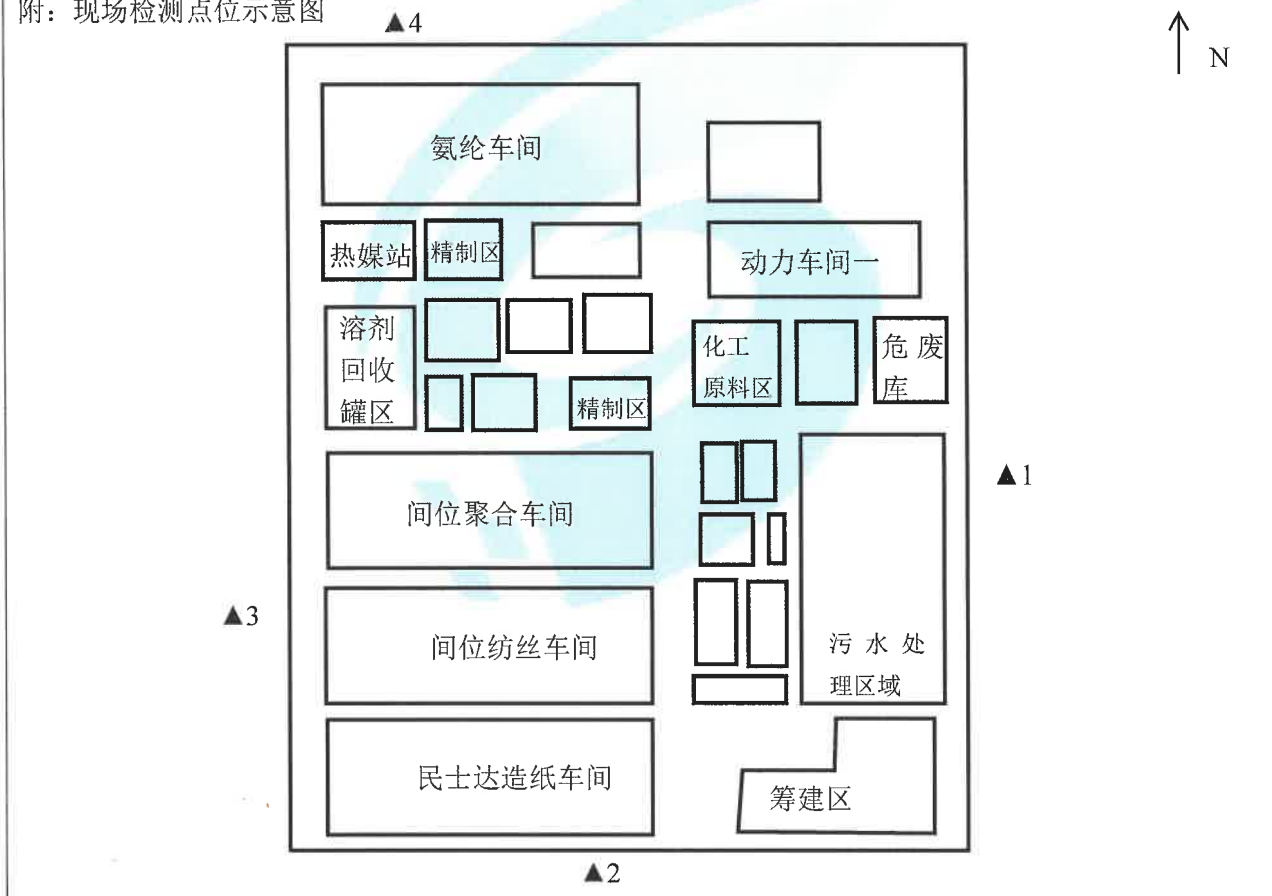 附：现场检测点位示意图
▲4
N
氨纶车间
热媒站
精制区
动力车间一
溶剂
回收
罐区
化工
原料区
危废
库
精制区
▲1
间位聚合车间
▲3
间位纺丝车间
污水处
理区域
民士达造纸车间
筹建区
▲2